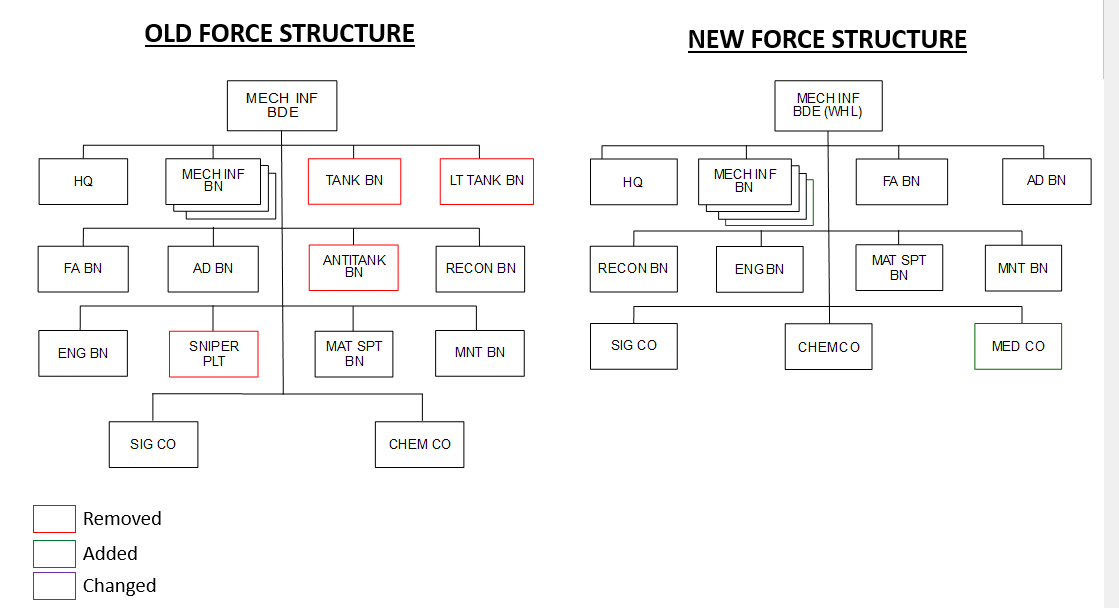 OLD FORCE STRUCTURE
MECH INF
BDE
HQ
MECH INF
BN
TANK BN
LT TANK BN
FA BN
AD BN
ANTITANK
BN
RECON BN
ENG BN
SNIPER
PLT
MAT SPT
BN
MNT BN
SIG CO
CHEM CO
Removed
Added
Changed
NEW FORCE STRUCTURE
MECH INF
BDE (WHL)
HQ
MECH INF
BN
FA BN
AD BN
RECON BN
ENG BN
MAT SPT
BN
MNT BN
SIG CO
CHEM CO
MED CO